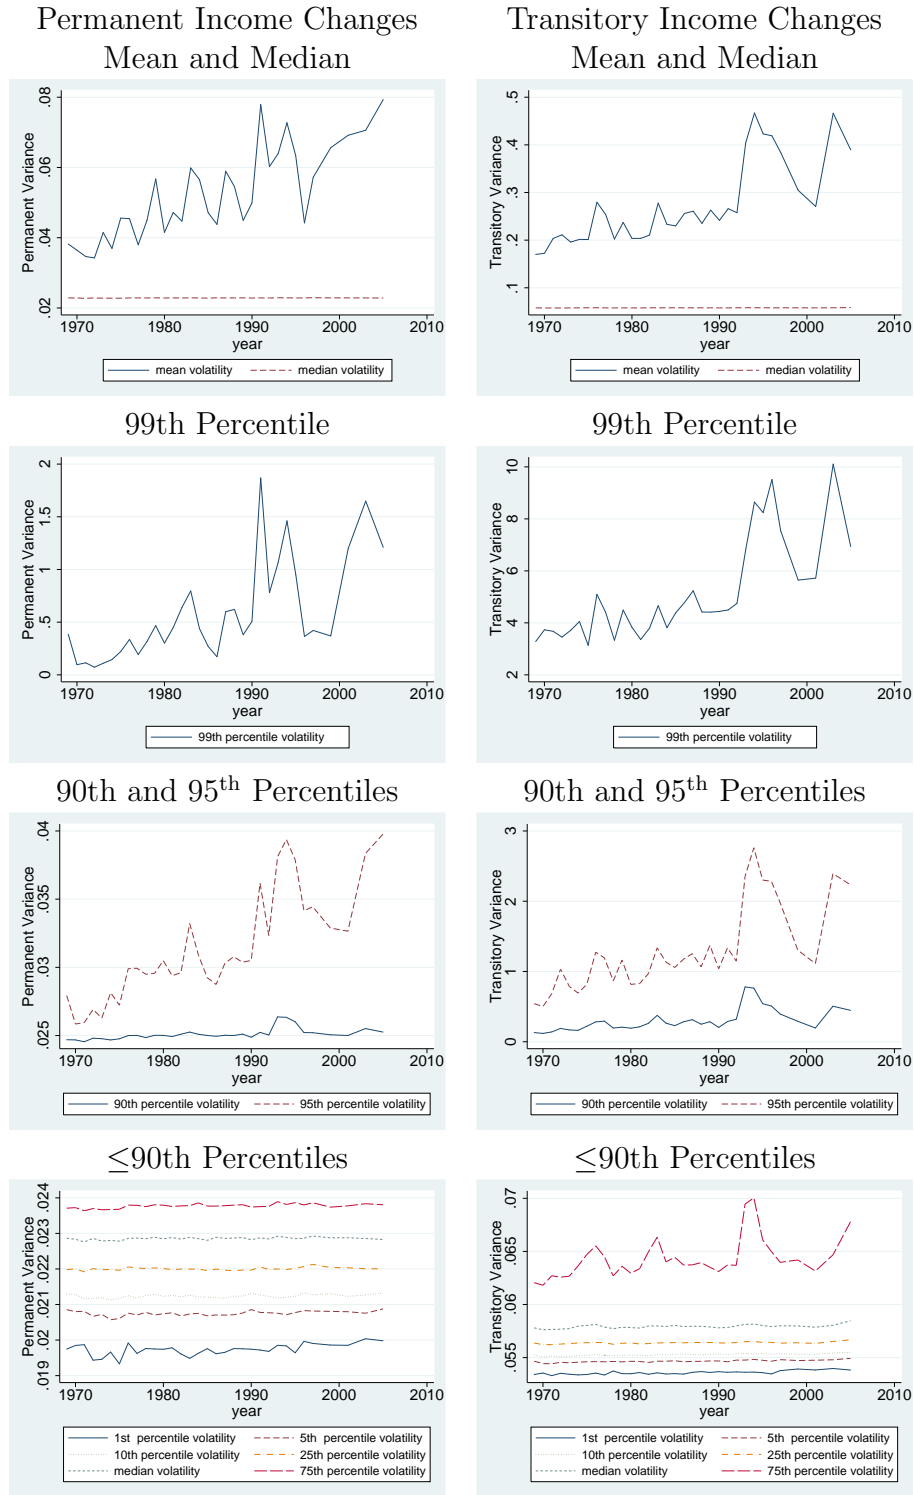 Permanent Income Changes
Mean and Median
.08
.06
.04
.02
Permanent Variance
1970 1980 1990 2000 2010
year
mean volatility median volatility
Transitory Income Changes
Mean and Median
.5
.4
.3
.2
.1
Transitory Variance
1970 1980 1990 2000 2010
year
mean volatility median volatility
99th Percentile
2
1.5
1
.5
0
Permanent Variance
1970 1980 1990 2000 2010
year
99th percentile volatility
99th Percentile
10
8
6
4
2
Transitory Variance
1970 1980 1990 2000 2010
year
99th percentile volatility
90th and 95th Percentiles
.04
.035
.03
.025
Permanent Variance
1970 1980 1990 2000 2010
year
90th percentile volatility 95th percentile volatility
90th and 95th Percentiles
3
2
1
0
Transitory Variance
1970 1980 1990 2000 2010
year
90th percentile volatility 95th percentile volatility
≤90th Percentiles
.024
.023
.022
.021
.02
.019
Permanent Variance
1970 1980 1990 2000 2010
year
1st percentile volatility 5th percentile volatility
10th percentile volatility 25th percentile volatility
median volatility 75th percentile volatility
≤90th Percentiles
.07
.065
.06
.055
Transitory Variance
1970 1980 1990 2000 2010
year
1st percentile volatility 5th percentile volatility
10th percentile volatility 25th percentile volatility
median volatility 75th percentile volatility